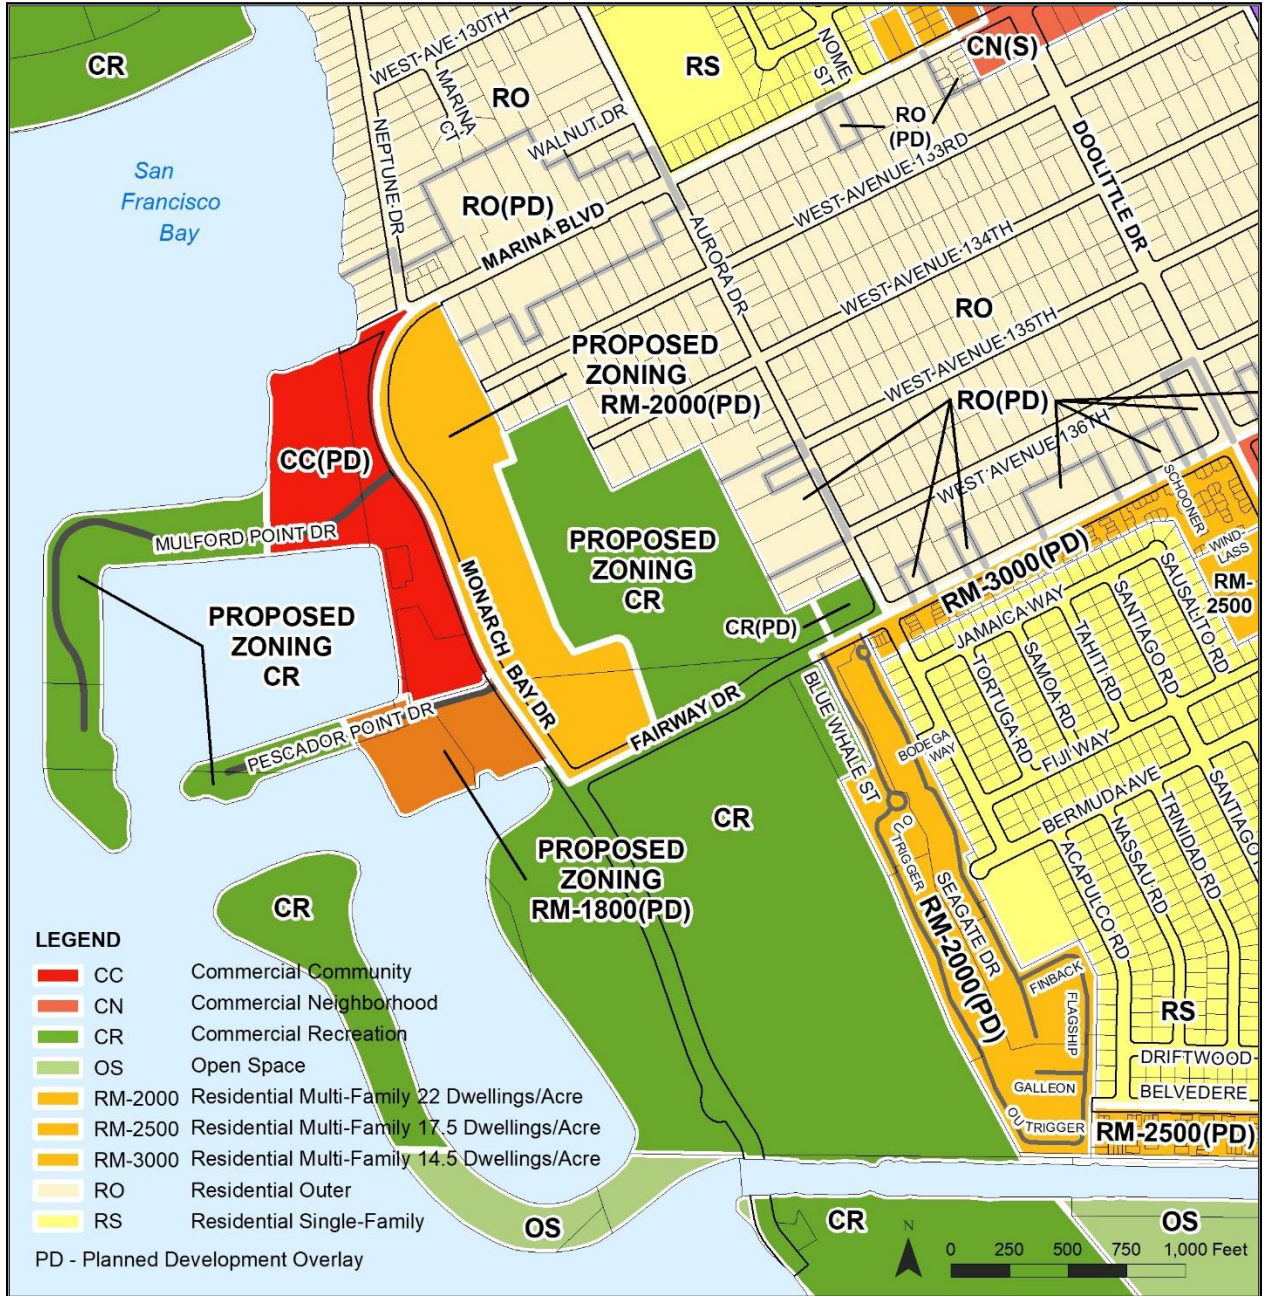 CR
WEST AVE 130TH
MARINA CT
RO
WALNUT DR
NEPTUNE DR
RS
NOME ST
CN(S)
RO
(PD)
DOOLITTLE DR
San
Francisco
Bay
RO(PD)
MARINA BLVD
AURORA DR
WEST-AVENUE-133RD
WEST-AVENUE-134TH
RO
WEST-AVENUE-135TH
PROPOSED
ZONING
RM-2000(PD)
RO(PD)
WEST AVENUE 136TH
SCHOONER
WIND-
LASS
RM-
2500
CC(PD)
MULFORD POINT DR
PROPOSED
ZONING
CR
MONARCH BAY DR
PROPOSED
ZONING
CR
CR(PD)
RM-3000(PD)
JAMAICA WAY
SAUSALITO RD
SANTIAGO RD
TAHITI RD
SAMOA RD
TORTUGA RD
FIJI WAY
BERMUDA AVE
PESCADOR POINT DR
FAIRWAY DR
BLUE WHALE ST
BODEGA
WAY
SANTIAGO
TRINIDAD RD
NASSAU RD
ACAPULCO RD
CR
OUTRIGGER
SEAGATE DR
RM-2000(PD)
PROPOSED
ZONING
RM-1800(PD)
CR
FINBACK
FLAGSHIP
RS
DRIFTWOOD
BELVEDERE
GALLEON
OUTRIGGER
RM-2500(PD)
LEGEND
CC Commercial Community
CN Commercial Neighborhood
CR Commercial Recreation
OS Open Space
RM-2000 Residential Multi-Family 22 Dwellings/Acre
RM-2500 Residential Multi-Family 17.5 Dwellings/Acre
RM-3000 Residential Multi-Family 14.5 Dwellings/Acre
RO Residential Outer
RS Residential Single-Family
PD - Planned Development Overlay
OS
CR
OS
N
0 250 500 750 1,000 Feet